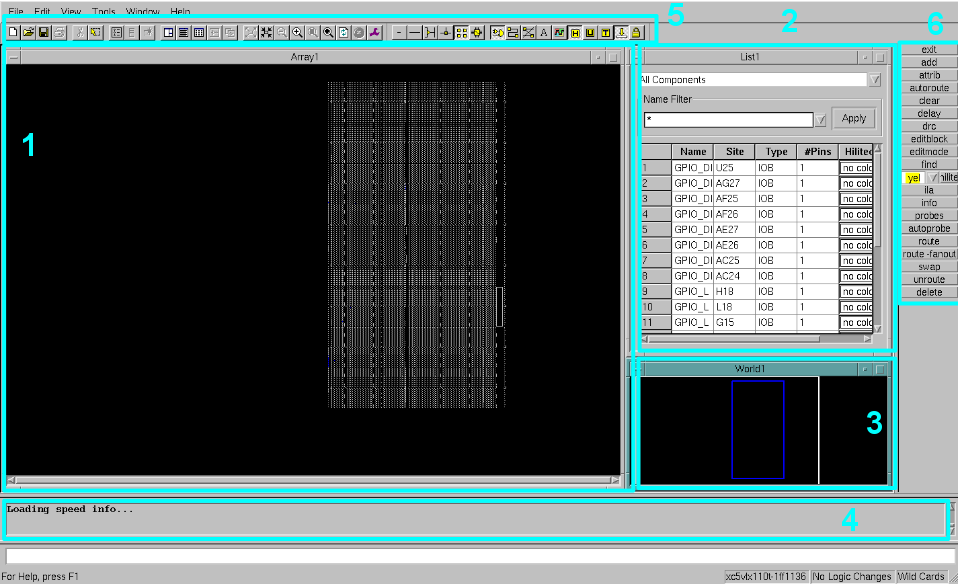 File Edit View Tools Window Help
5
2
6
Array1
List1
1
All Components
Name Filter
*
Apply
Name Site Type #Pins Hilited
1 GPIO_DI U25 IOB 1 no colo
2 GPIO_DI AG27 IOB 1 no colo
3 GPIO_DI AF25 IOB 1 no colo
4 GPIO_DI AF26 IOB 1 no colo
5 GPIO_DI AE27 IOB 1 no colo
6 GPIO_DI AE26 IOB 1 no colo
7 GPIO_DI AC25 IOB 1 no colo
8 GPIO_DI AC24 IOB 1 no colo
9 GPIO_L H18 IOB 1 no colo
10 GPIO_L L18 IOB 1 no colo
11 GPIO_L G15 IOB 1 no colo
World1
3
exit
add
attrib
autoroute
clear
delay
drc
editblock
editmode
find
yel hilite
ila
info
probes
autoprobe
route
route -fanout
swap
unroute
delete
Loading speed info...
4
For Help, press F1
xc5vlx110t-1ff1136 No Logic Changes Wild Cards